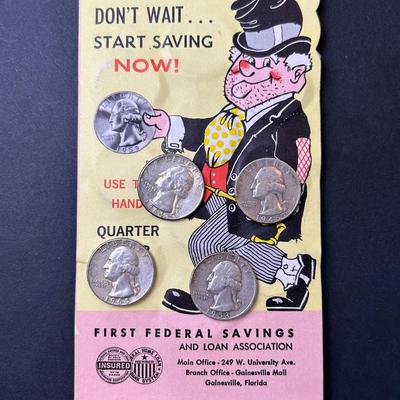 DON'T WAIT...
START SAVING
NOW!
USE T
HAND
QUARTER
FIRST FEDERAL SAVINGS
AND LOAN ASSOCIATION
Main Office - 249 W. University Ave.
Branch Office - Gainesville Mall
Gainesville, Florida
INSURED